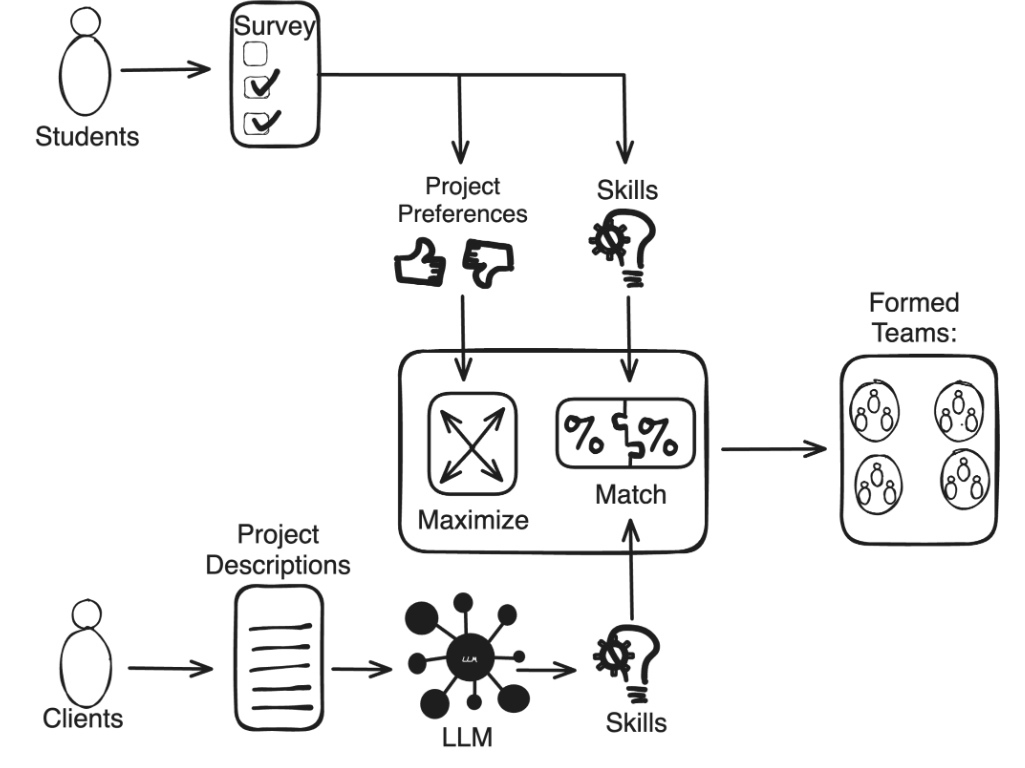 Survey
Students
Project
Preferences
Skills
Formed
Teams:
% %
Match
Maximize
Project
Descriptions
LLM
Clients
LLM
Skills